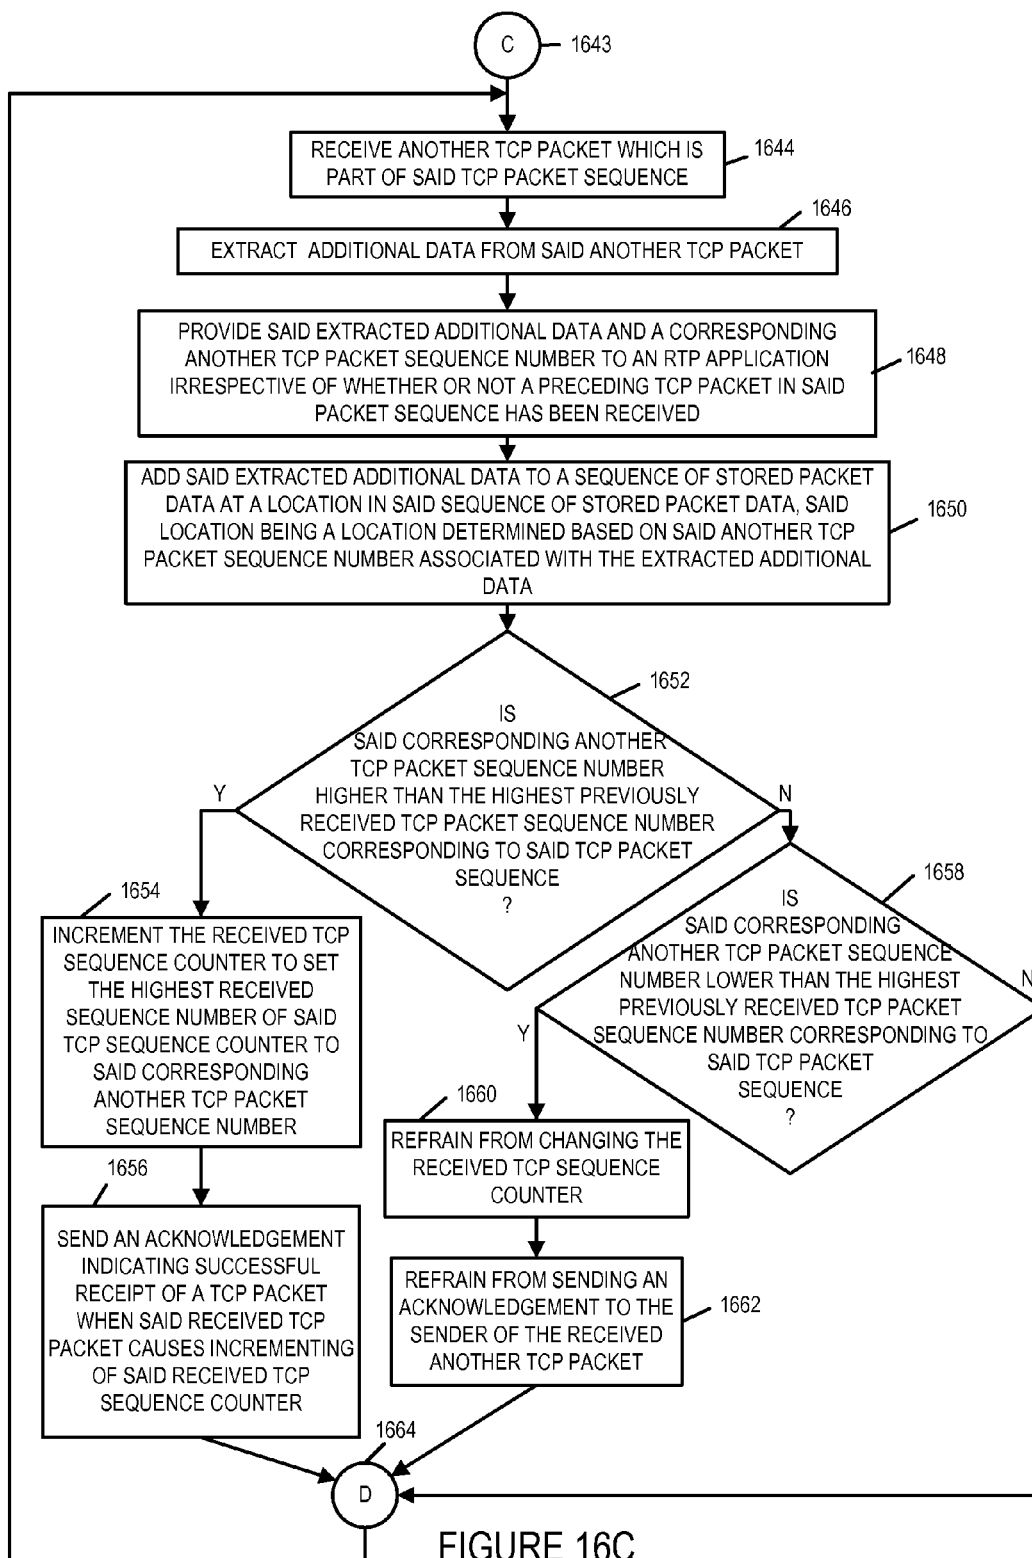 C
1643
RECEIVE ANOTHER TCP PACKET WHICH IS
PART OF SAID TCP PACKET SEQUENCE
1644
1646
EXTRACT ADDITIONAL DATA FROM SAID ANOTHER TCP PACKET
PROVIDE SAID EXTRACTED ADDITIONAL DATA AND A CORRESPONDING
ANOTHER TCP PACKET SEQUENCE NUMBER TO AN RTP APPLICATION
IRRESPECTIVE OF WHETHER OR NOT A PRECEDING TCP PACKET IN SAID
PACKET SEQUENCE HAS BEEN RECEIVED
1648
ADD SAID EXTRACTED ADDITIONAL DATA TO A SEQUENCE OF STORED PACKET
DATA AT A LOCATION IN SAID SEQUENCE OF STORED PACKET DATA, SAID
LOCATION BEING A LOCATION DETERMINED BASED ON SAID ANOTHER TCP
PACKET SEQUENCE NUMBER ASSOCIATED WITH THE EXTRACTED ADDITIONAL
DATA
1650
1652
IS
SAID CORRESPONDING ANOTHER
TCP PACKET SEQUENCE NUMBER
HIGHER THAN THE HIGHEST PREVIOUSLY
RECEIVED TCP PACKET SEQUENCE NUMBER
CORRESPONDING TO SAID TCP PACKET
SEQUENCE
?
Y
N
1654
INCREMENT THE RECEIVED TCP
SEQUENCE COUNTER TO SET
THE HIGHEST RECEIVED
SEQUENCE NUMBER OF SAID
TCP SEQUENCE COUNTER TO
SAID CORRESPONDING
ANOTHER TCP PACKET
SEQUENCE NUMBER
1658
IS
SAID CORRESPONDING
ANOTHER TCP PACKET SEQUENCE
NUMBER LOWER THAN THE HIGHEST
PREVIOUSLY RECEIVED TCP PACKET
SEQUENCE NUMBER CORRESPONDING TO
SAID TCP PACKET
SEQUENCE
?
N
Y
1656
SEND AN ACKNOWLEDGEMENT
INDICATING SUCCESSFUL
RECEIPT OF A TCP PACKET
WHEN SAID RECEIVED TCP
PACKET CAUSES INCREMENTING
OF SAID RECEIVED TCP
SEQUENCE COUNTER
1660
REFRAIN FROM CHANGING THE
RECEIVED TCP SEQUENCE
COUNTER
REFRAIN FROM SENDING AN
ACKNOWLEDGEMENT TO THE
SENDER OF THE RECEIVED
ANOTHER TCP PACKET
1662
1664
D
FIGURE 16C